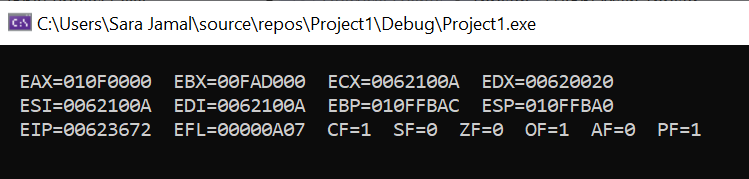 C:\Users\Sara Jamal\source\repos\Project1\Debug\Project1.exe
EAX=010F0000 EBX=00FAD000 ECX=0062100A EDX=00620020
ESI=0062100A EDI=0062100A EBP=010FFBAC ESP=010FFBA0
EIP=00623672 EFL=00000A07 CF=1 SF=0 ZF=0 OF=1 AF=0 PF=1